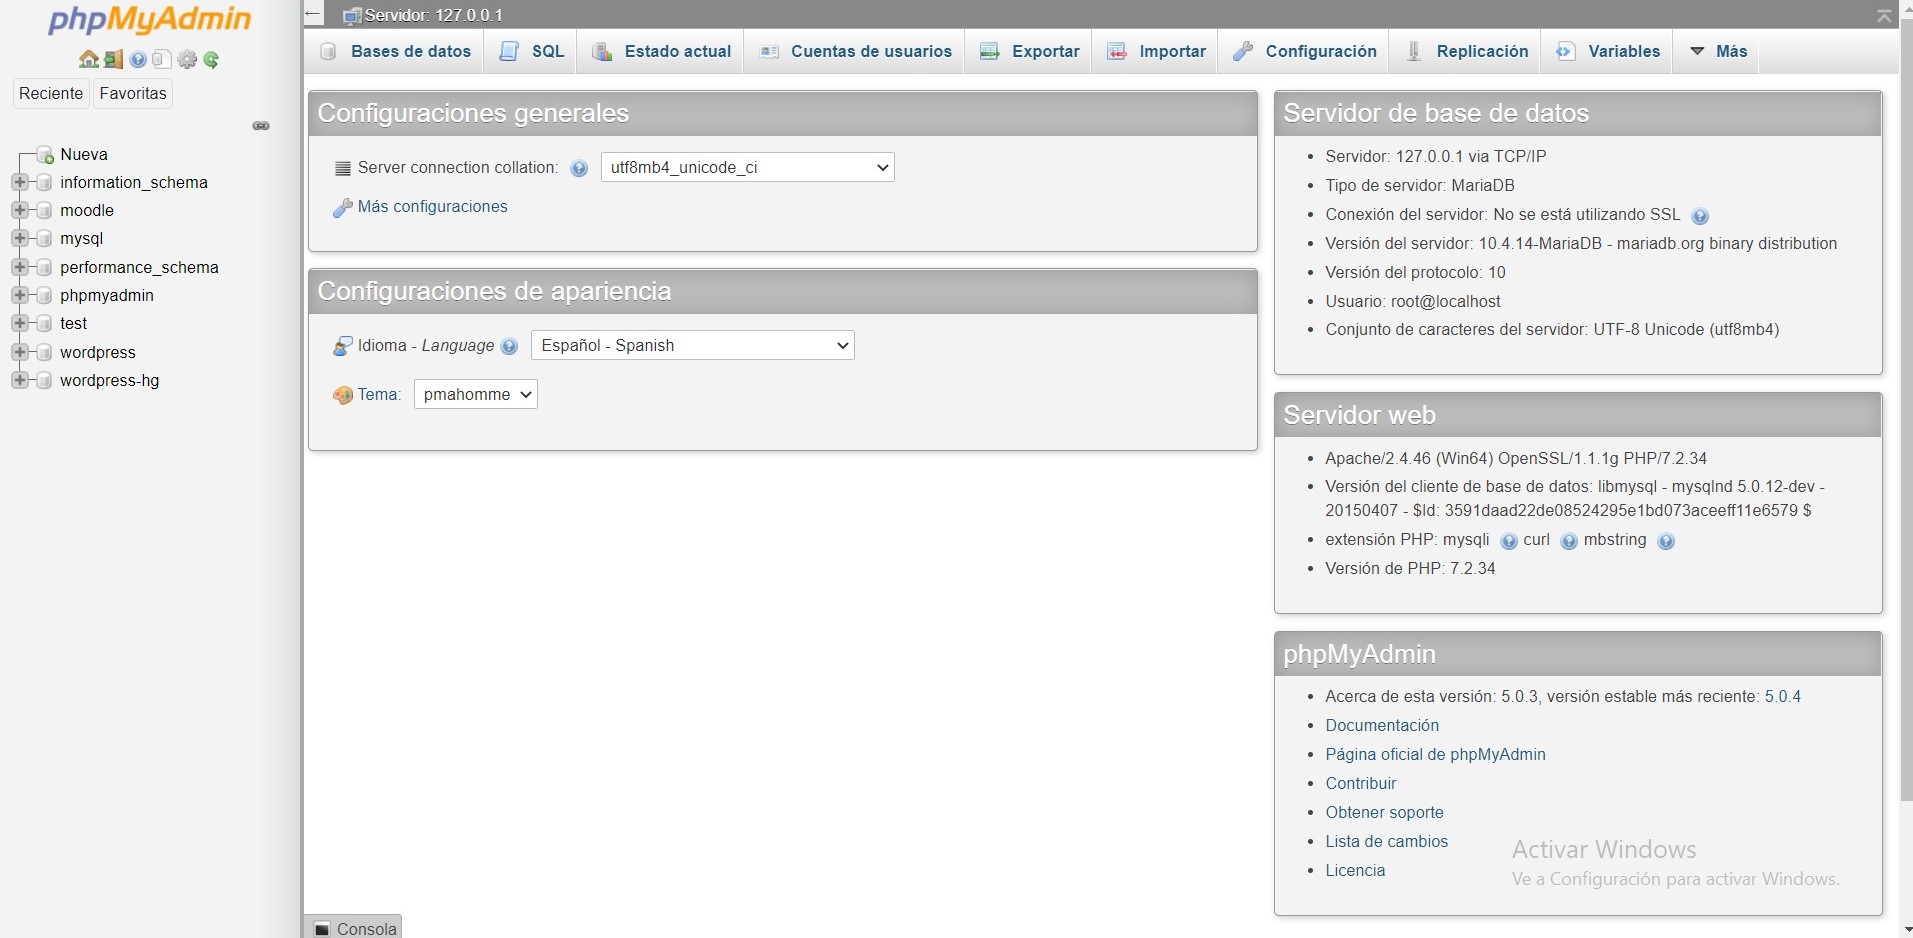 phpMyAdmin
Reciente Favoritas
Nueva
information_schema
moodle
mysql
performance_schema
phpmyadmin
test
wordpress
wordpress-hg
Servidor: 127.0.0.1
Bases de datos SQL Estado actual Cuentas de usuarios Exportar Importar Configuración Replicación Variables Más
Configuraciones generales
Server connection collation: utf8mb4_unicode_ci
Más configuraciones
Configuraciones de apariencia
Idioma - Language Español - Spanish
Tema: pmahomme
Servidor de base de datos
• Servidor: 127.0.0.1 via TCP/IP
• Tipo de servidor: MariaDB
• Conexión del servidor: No se está utilizando SSL
• Versión del servidor: 10.4.14-MariaDB - mariadb.org binary distribution
• Versión del protocolo: 10
• Usuario: root@localhost
• Conjunto de caracteres del servidor: UTF-8 Unicode (utf8mb4)
Servidor web
• Apache/2.4.46 (Win64) OpenSSL/1.1.1g PHP/7.2.34
• Versión del cliente de base de datos: libmysql - mysqlnd 5.0.12-dev -
20150407 - $Id: 3591daad22de08524295e1bd073aceeff11e6579 $
• extensión PHP: mysqli curl mbstring
• Versión de PHP: 7.2.34
phpMyAdmin
• Acerca de esta versión: 5.0.3, versión estable más reciente: 5.0.4
• Documentación
• Página oficial de phpMyAdmin
• Contribuir
• Obtener soporte
• Lista de cambios
• Licencia
Activar Windows
Ve a Configuración para activar Windows.
Consola